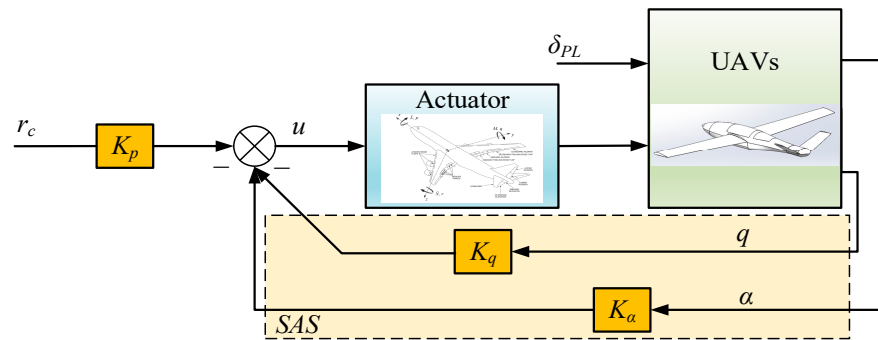 δ_PL
UAVs
Actuator
r_c
K_p
u
−
−
K_q
q
K_α
α
SAS